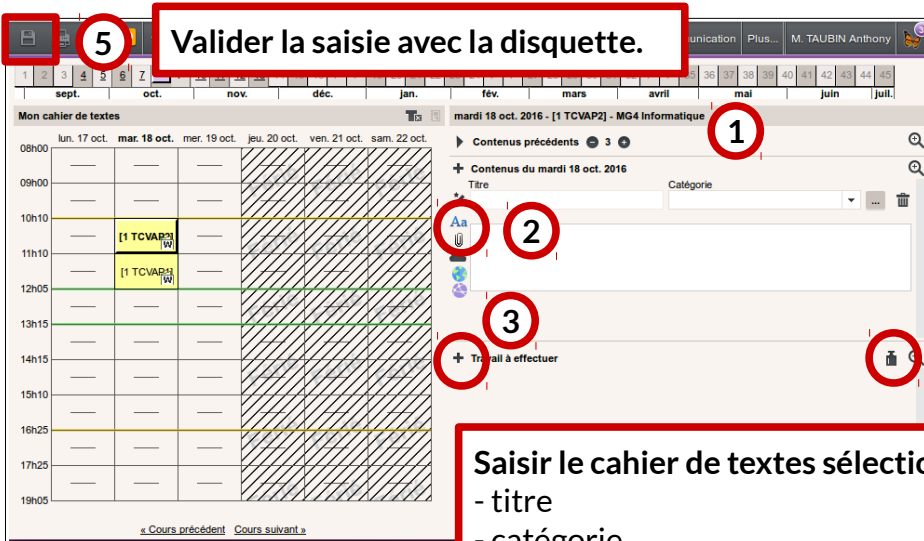 5
Valider la saisie avec la disquette.
Plus...
M. TAUBIN Anthony
3
1 2 3 4 5 6 7
35 36 37 38 39 40 41 42 43 44 45
sept. oct. nov. déc. jan. fév. mars avril mai juin juil.
Mon cahier de textes
mardi 18 oct. 2016 - [1 TCVAP2] - MG4 Informatique
1
lun. 17 oct. mar. 18 oct. mer. 19 oct. jeu. 20 oct. ven. 21 oct. sam. 22 oct.
Contenus précédents 3
Contenus du mardi 18 oct. 2016
Titre
Catégorie
...
Aa
2
08h00
09h00
10h10
[1 TCVAP2]
W
11h10
[1 TCVAP1]
W
12h05
13h15
14h15
15h10
16h25
17h25
19h05
Férié
3
Travail à effectuer
« Cours précédent Cours suivant »
Saisir le cahier de textes
- titre
- catégorie